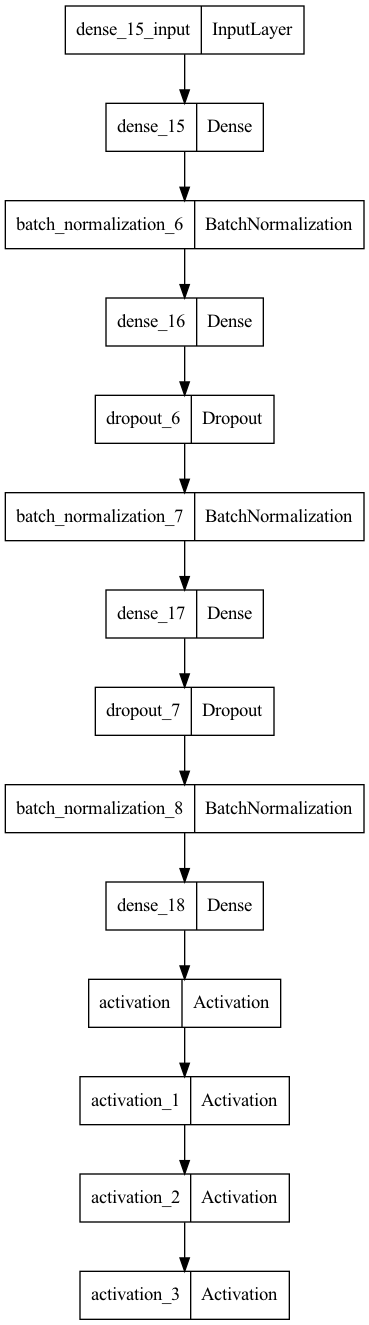 dense_15_input InputLayer
dense_15 Dense
batch_normalization_6 BatchNormalization
dense_16 Dense
dropout_6 Dropout
batch_normalization_7 BatchNormalization
dense_17 Dense
dropout_7 Dropout
batch_normalization_8 BatchNormalization
dense_18 Dense
activation Activation
activation_1 Activation
activation_2 Activation
activation_3 Activation